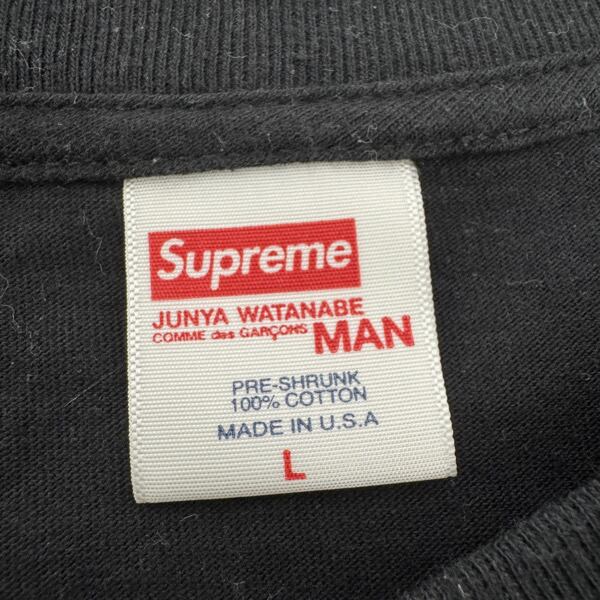 Supreme
JUNYA WATANABE
COMME des GARÇONS MAN
PRE-SHRUNK
100% COTTON
MADE IN U.S.A
L